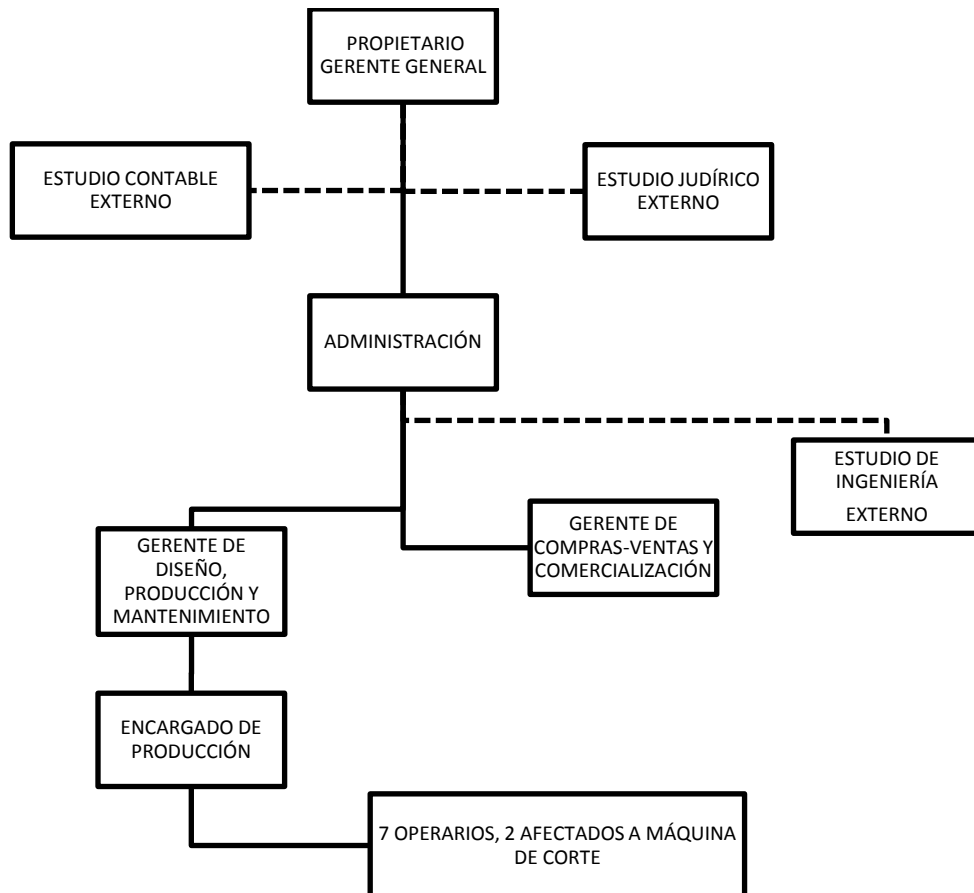 PROPIETARIO
GERENTE GENERAL
ESTUDIO CONTABLE
EXTERNO
ESTUDIO JUDÍRICO
EXTERNO
ADMINISTRACIÓN
ESTUDIO DE
INGENIERÍA
EXTERNO
GERENTE DE
COMPRAS-VENTAS Y
COMERCIALIZACIÓN
GERENTE DE
DISEÑO,
PRODUCCIÓN Y
MANTENIMIENTO
ENCARGADO DE
PRODUCCIÓN
7 OPERARIOS, 2 AFECTADOS A MÁQUINA
DE CORTE